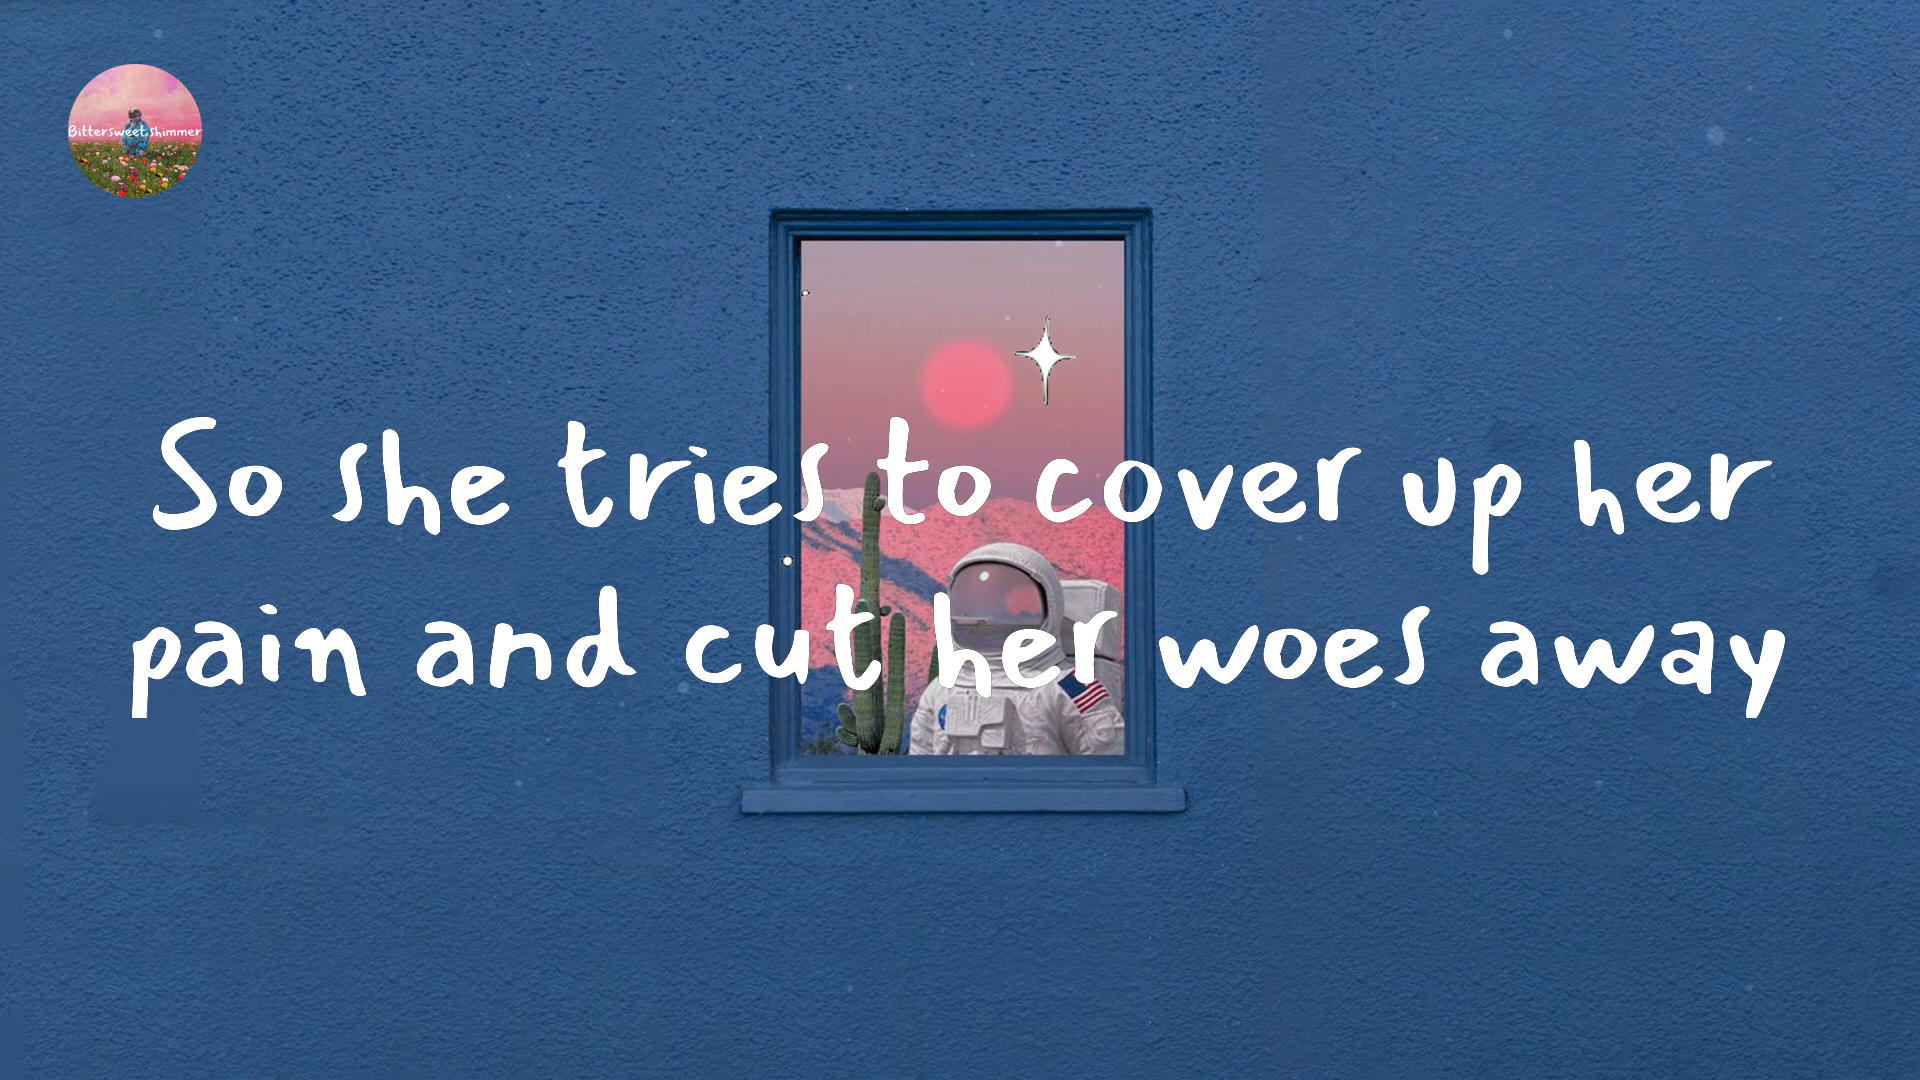 Bittersweet shimmer
So she tries to cover up her
pain and cut her woes away